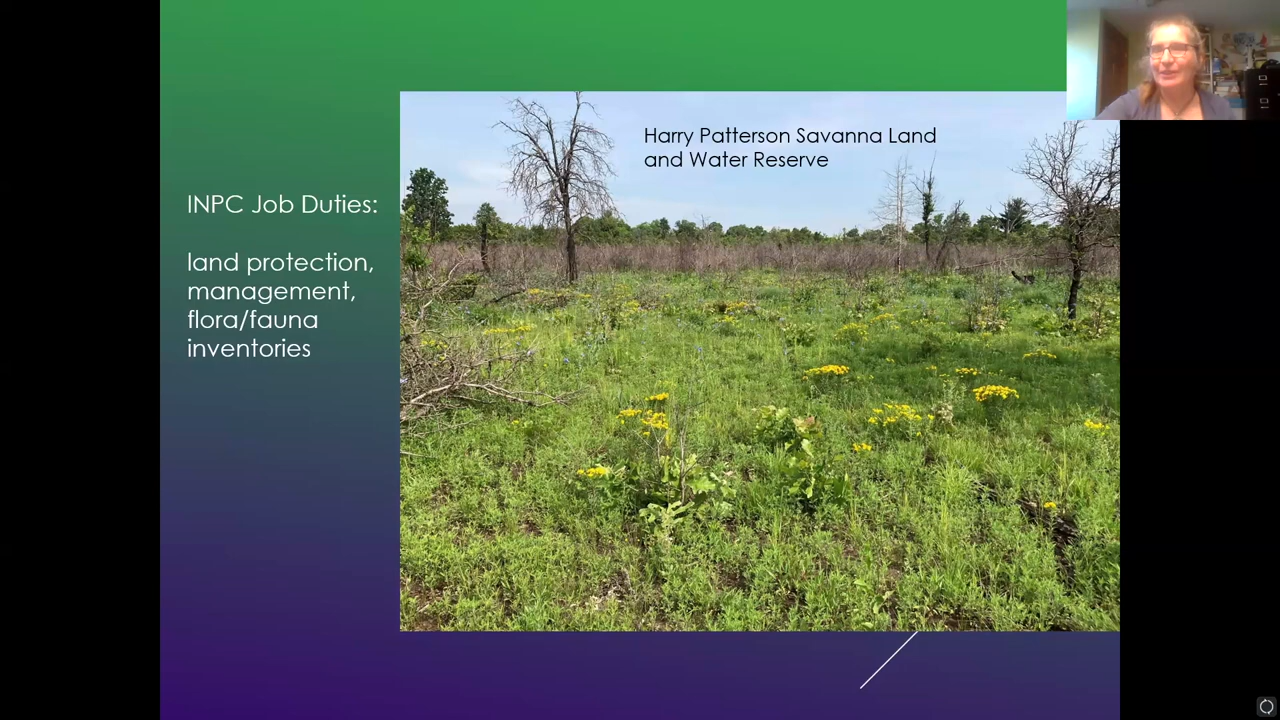 Harry Patterson Savanna Land
and Water Reserve
INPC Job Duties:
land protection,
management,
flora/fauna
inventories